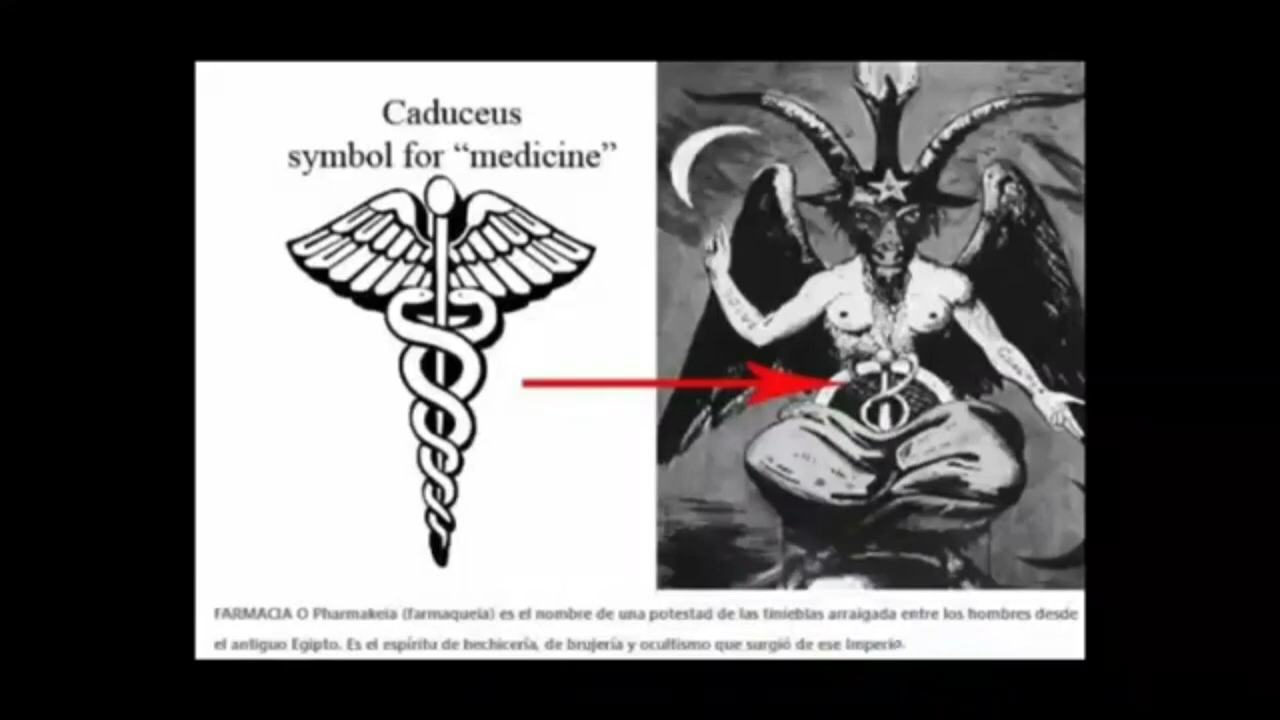 Caduceus
symbol for “medicine”
FARMACIA O Pharmakeia (farmaqueia) es el nombre de una potestad de las tinieblas arraigada entre los hombres desde
el antiguo Egipto. Es el espíritu de hechicería, de brujería y ocultismo que surgió de ese Imperio.